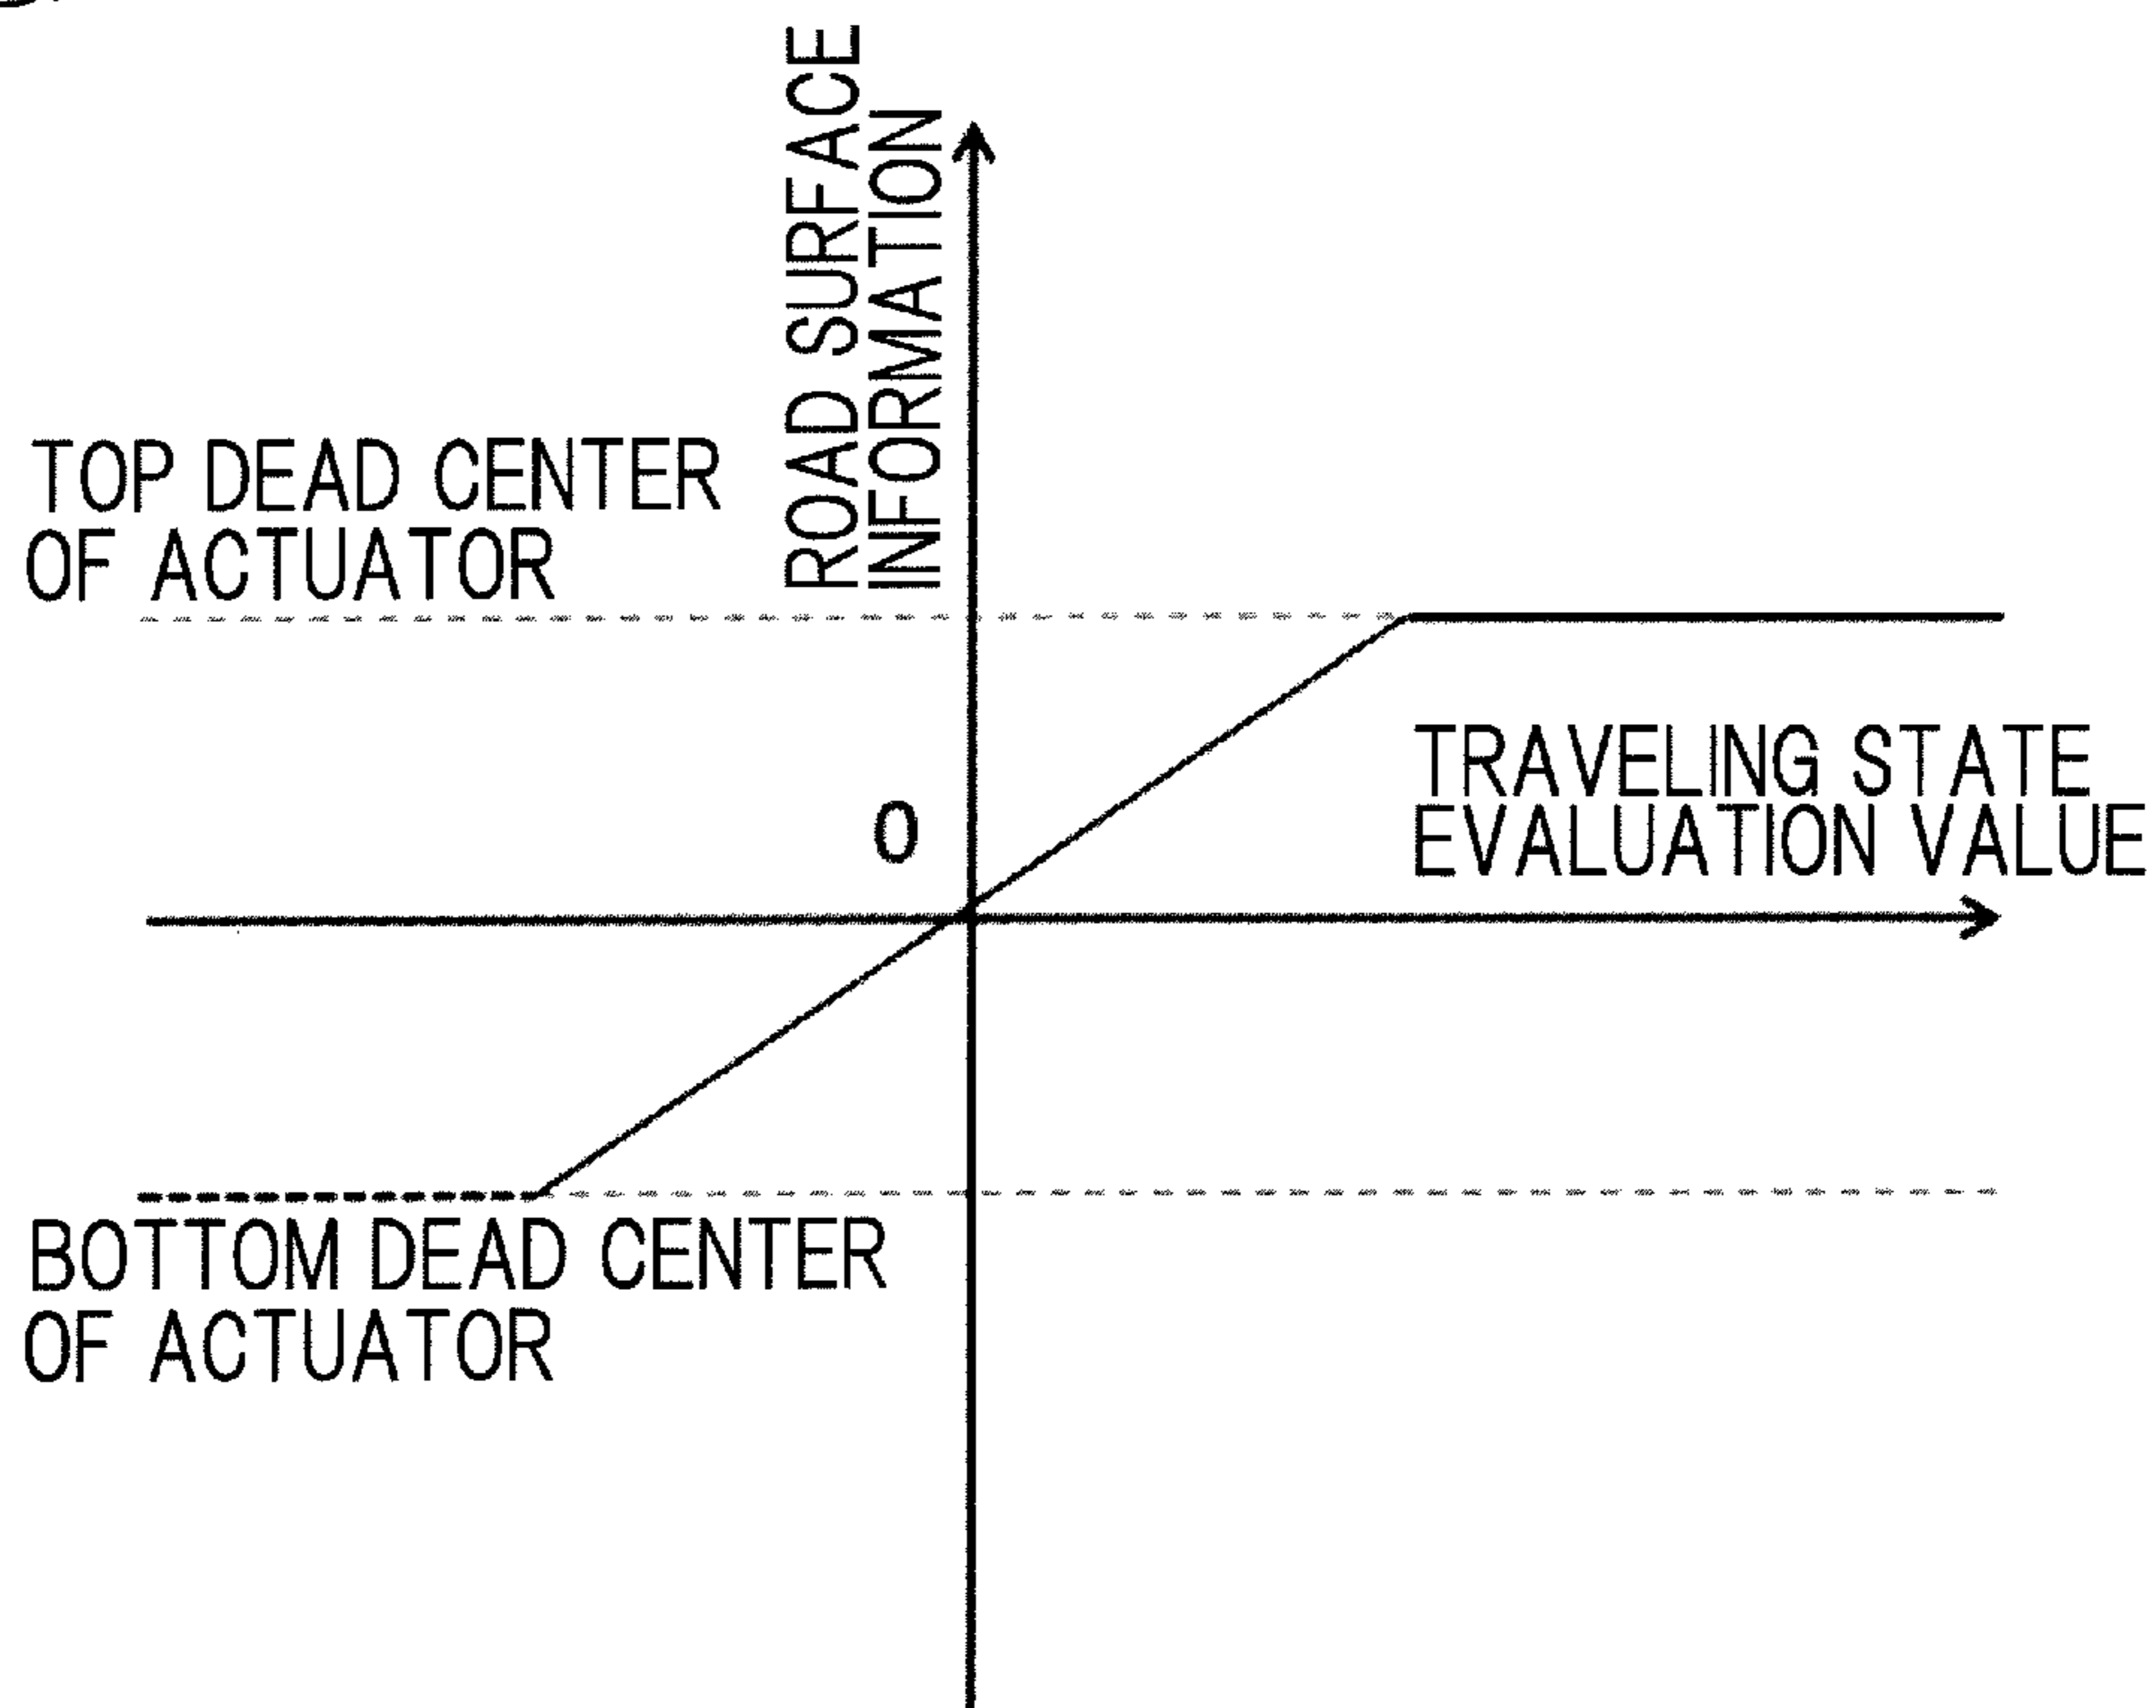 ROAD SURFACE
INFORMATION
TOP DEAD CENTER
OF ACTUATOR
TRAVELING STATE
EVALUATION VALUE
0
BOTTOM DEAD CENTER
OF ACTUATOR